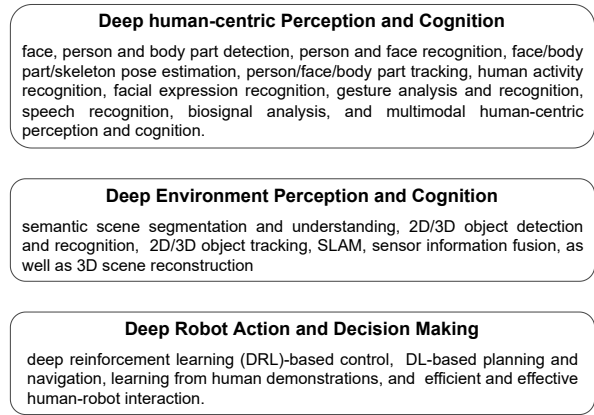 Deep human-centric Perception and Cognition
face, person and body part detection, person and face recognition, face/body
part/skeleton pose estimation, person/face/body part tracking, human activity
recognition, facial expression recognition, gesture analysis and recognition,
speech recognition, biosignal analysis, and multimodal human-centric
perception and cognition.
Deep Environment Perception and Cognition
semantic scene segmentation and understanding, 2D/3D object detection
and recognition, 2D/3D object tracking, SLAM, sensor information fusion, as
well as 3D scene reconstruction
Deep Robot Action and Decision Making
deep reinforcement learning (DRL)-based control, DL-based planning and
navigation, learning from human demonstrations, and efficient and effective
human-robot interaction.